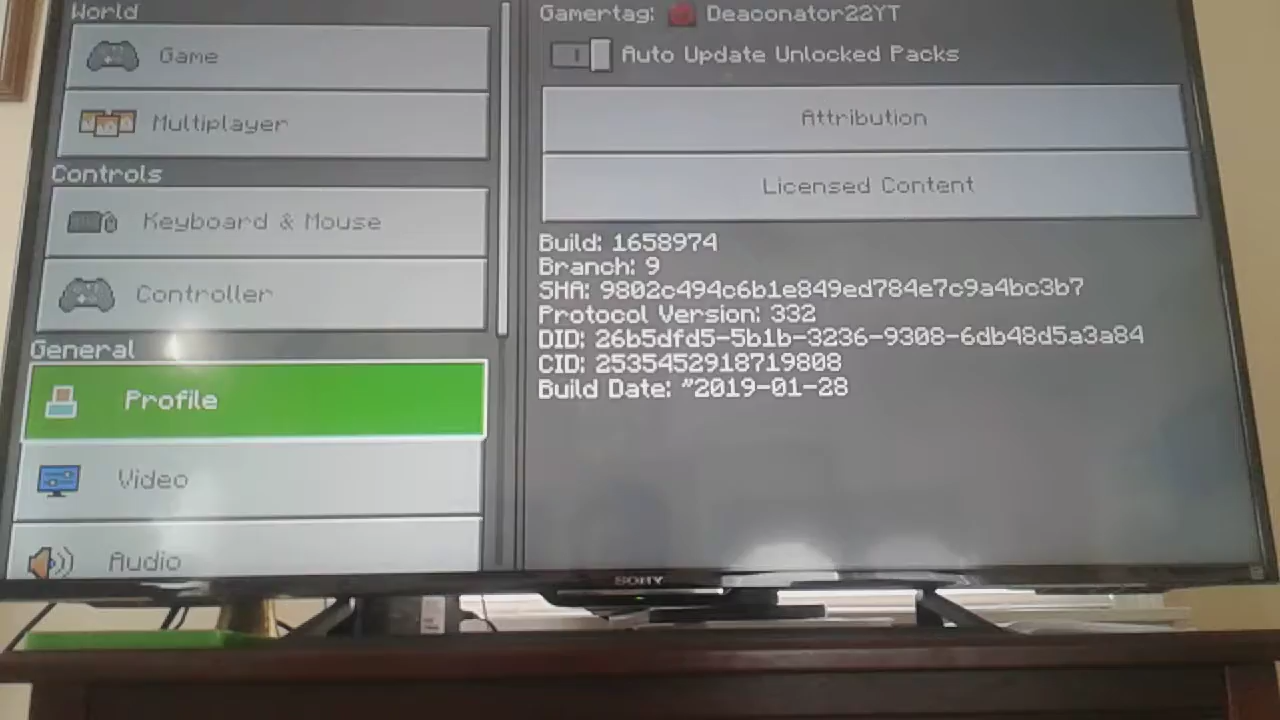 World
Game
Multiplayer
Controls
Keyboard & Mouse
Controller
General
Profile
Video
Audio
Gamertag: Deaconator22YT
Auto Update Unlocked Packs
Attribution
Licensed Content
Build: 1658974
Branch: 9
SHA: 9802c494c6b1e849ed784e7c9a4bc3b7
Protocol Version: 332
DID: 26b5dfd5-5b1b-3236-9308-6db48d5a3a84
CID: 2535452918719808
Build Date: "2019-01-28
SONY